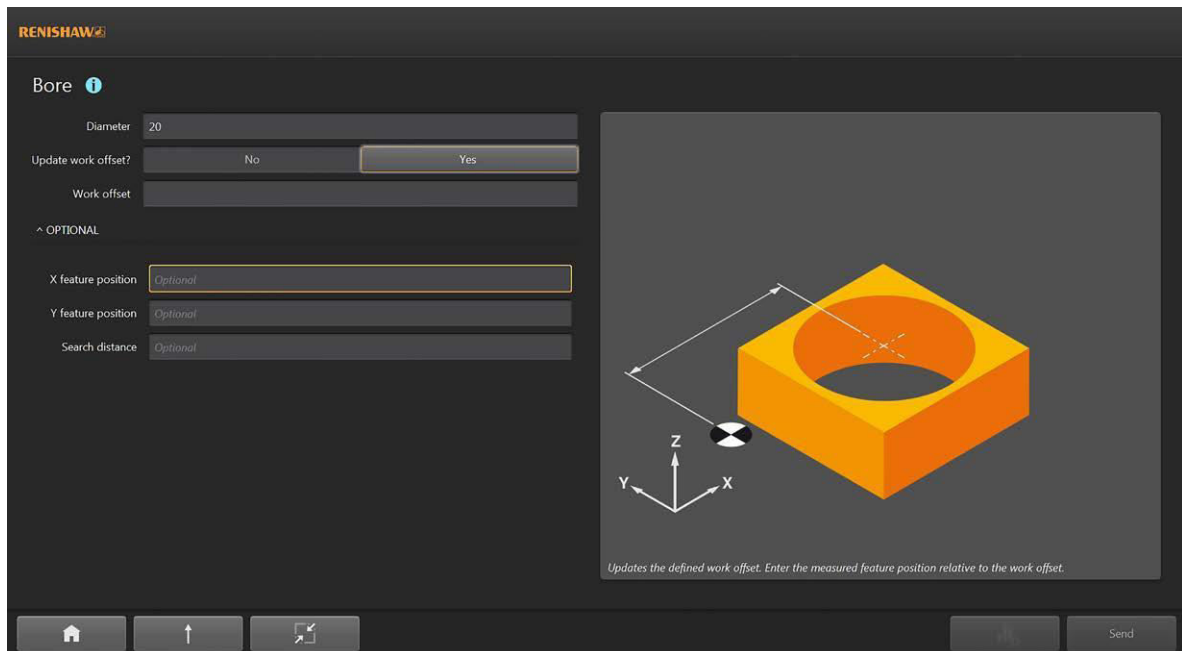 RENISHAW
Bore
Diameter 20
Update work offset? No Yes
Work offset
^ OPTIONAL
X feature position Optional
Y feature position Optional
Search distance Optional
Z
Y X
Updates the defined work offset. Enter the measured feature position relative to the work offset.
Send